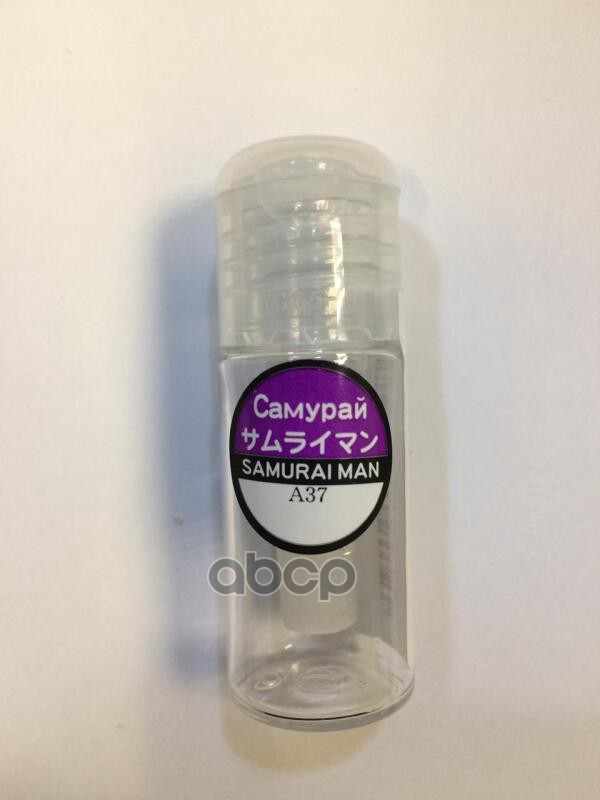 Самурай
サムライマン
SAMURAI MAN
A37
abcp